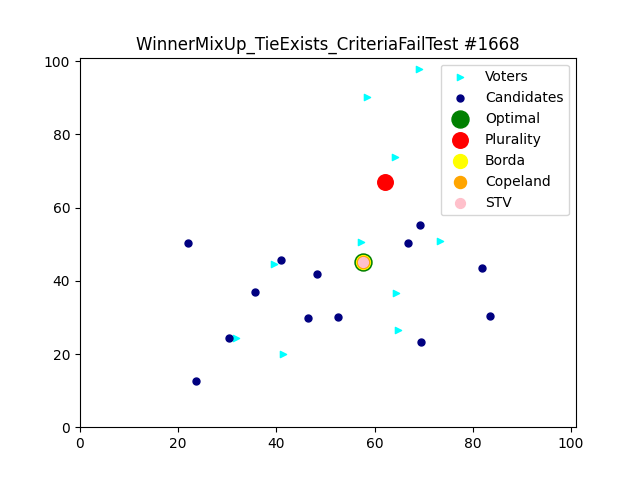 WinnerMixUp_TieExists_CriteriaFailTest #1668
100
80
60
40
20
0
0
20
40
60
80
100
Voters
Candidates
Optimal
Plurality
Borda
Copeland
STV